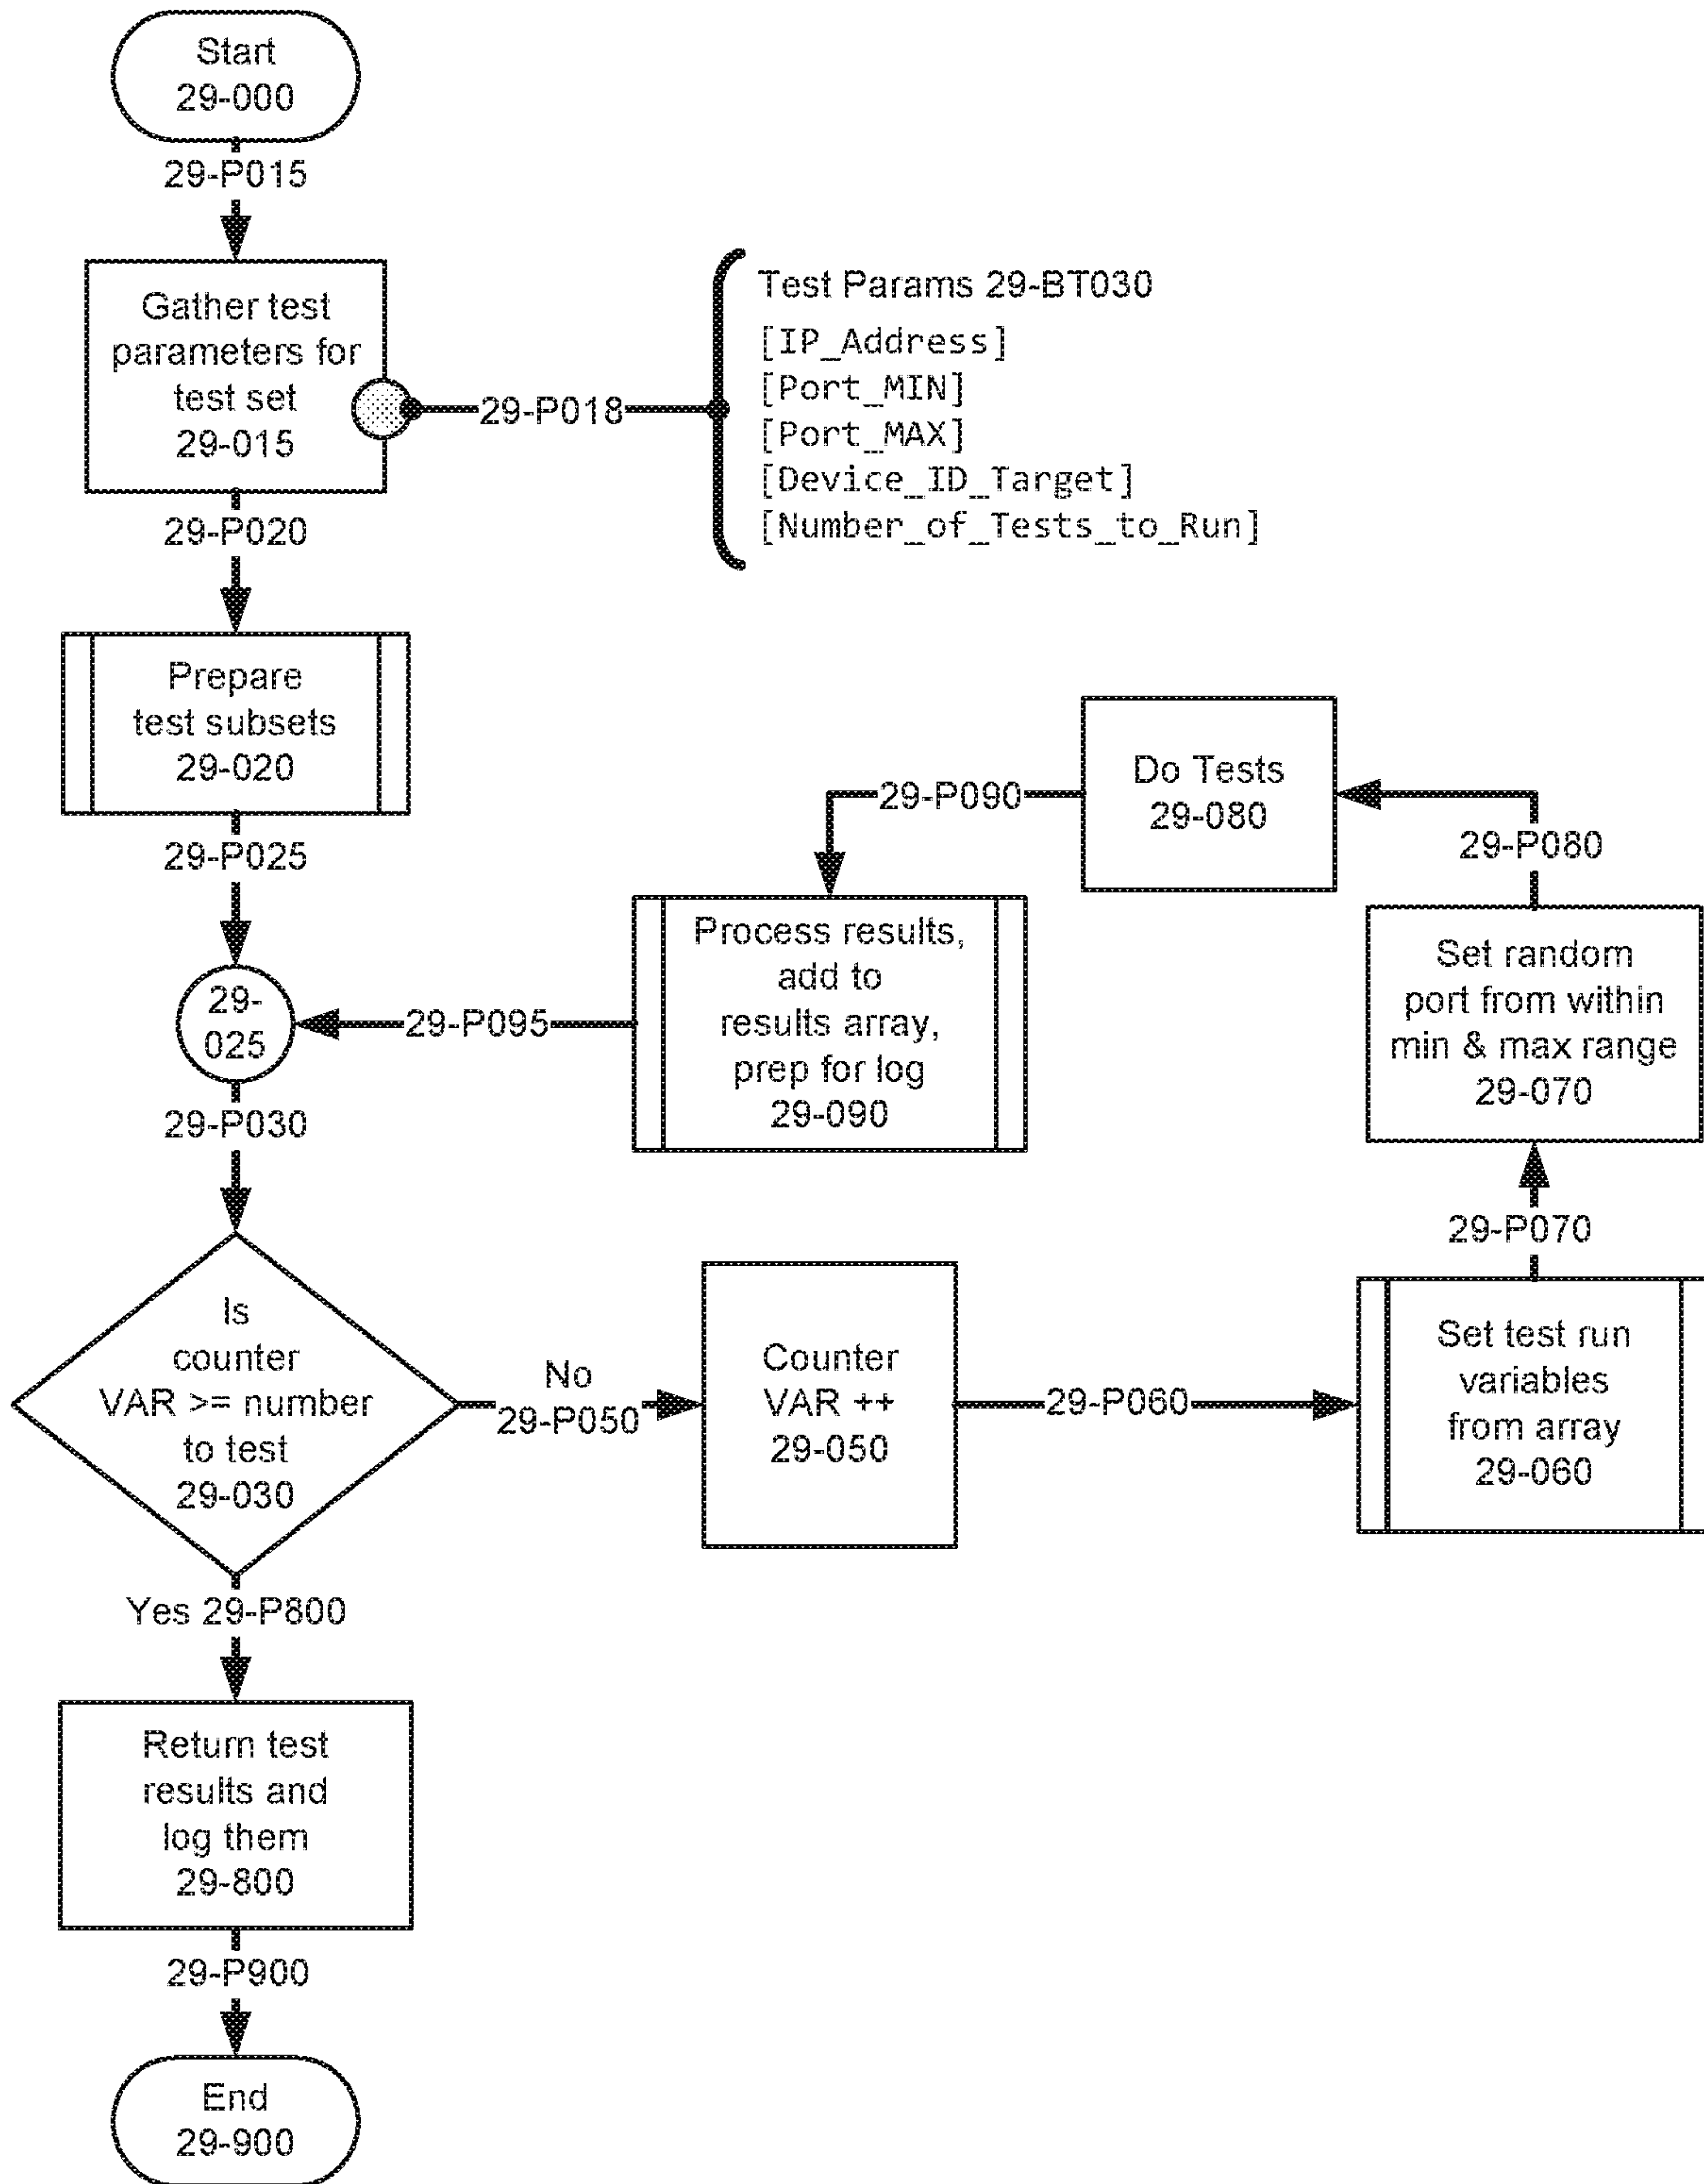 Start
29-000
29-P015
Gather test
parameters for
test set
29-015
29-P018
Test Params 29-BT030
[IP_Address]
[Port_MIN]
[Port_MAX]
[Device_ID_Target]
[Number_of_Tests_to_Run]
29-P020
Prepare
test subsets
29-020
29-P025
29-
025
29-P030
Is
counter
VAR >= number
to test
29-030
No
29-P050
Counter
VAR ++
29-050
29-P060
Set test run
variables
from array
29-060
29-P070
Set random
port from within
min & max range
29-070
29-P080
Do Tests
29-080
29-P090
Process results,
add to
results array,
prep for log
29-090
29-P095
Yes 29-P800
Return test
results and
log them
29-800
29-P900
End
29-900